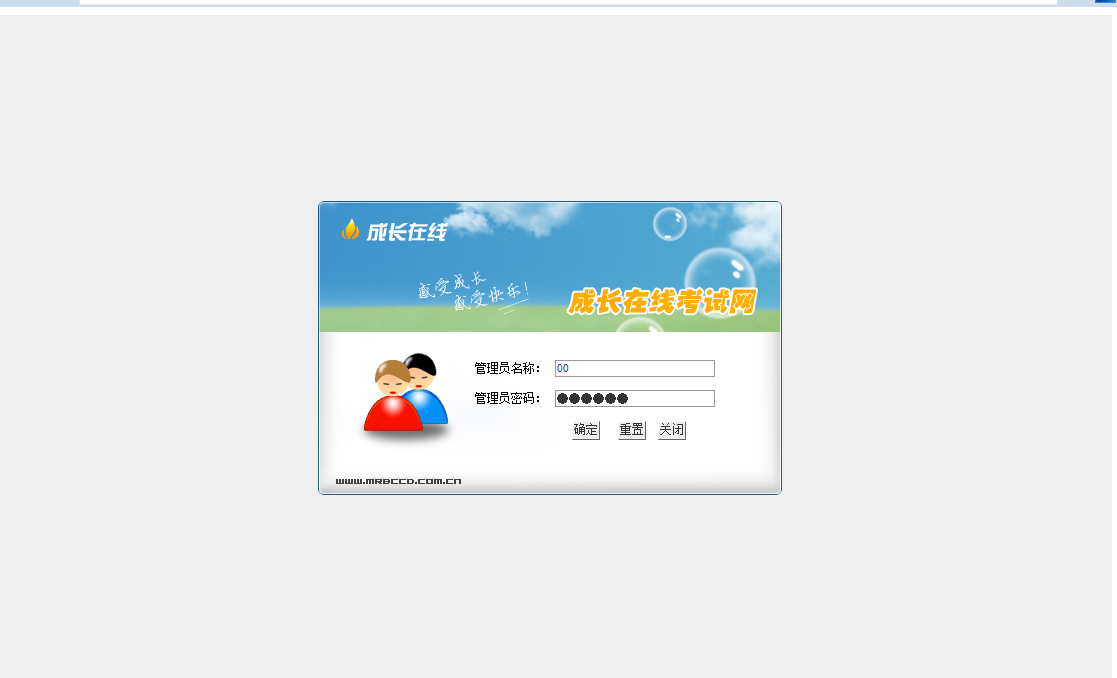 成长在线
感受成长
感受快乐！
成长在线考试网
管理员名称： 00
管理员密码： ●●●●●●
确定 重置 关闭
www.mrbccd.com.cn